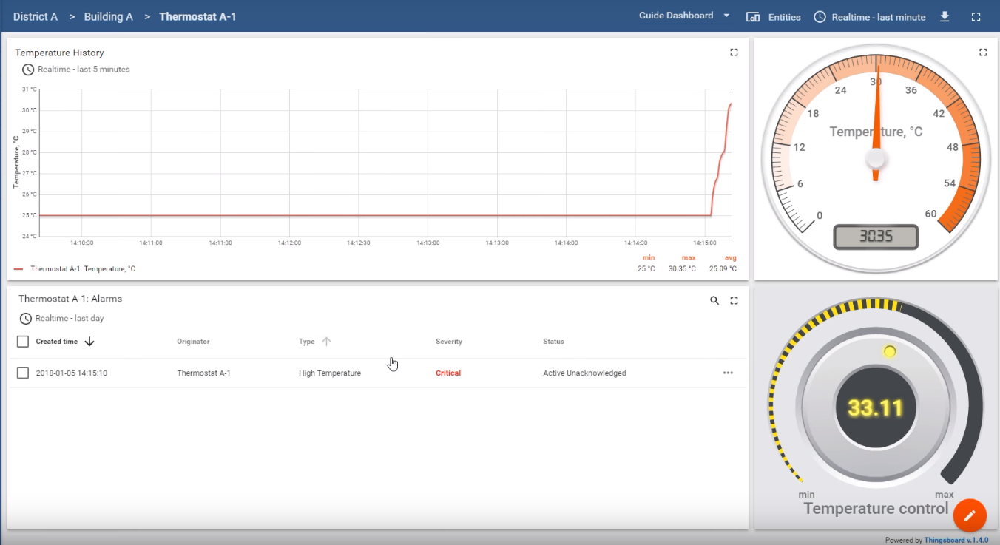 District A > Building A > Thermostat A-1
Guide Dashboard Entities Realtime - last minute
Temperature History
Realtime - last 5 minutes
31 °C
30 °C
29 °C
28 °C
27 °C
26 °C
25 °C
24 °C
Temperature, °C
14:10:30 14:11:00 14:11:30 14:12:00 14:12:30 14:13:00 14:13:30 14:14:00 14:14:30 14:15:00
min max avg
Thermostat A-1: Temperature, °C 25 °C 30.35 °C 25.09 °C
0
6
12
18
24
30
36
42
48
54
60
Temperature, °C
30.35
Thermostat A-1: Alarms
Realtime - last day
Created time Originator Type Severity Status
2018-01-05 14:15:10 Thermostat A-1 High Temperature Critical Active Unacknowledged
33.11
min max
Temperature control
Powered by Thingsboard v.1.4.0